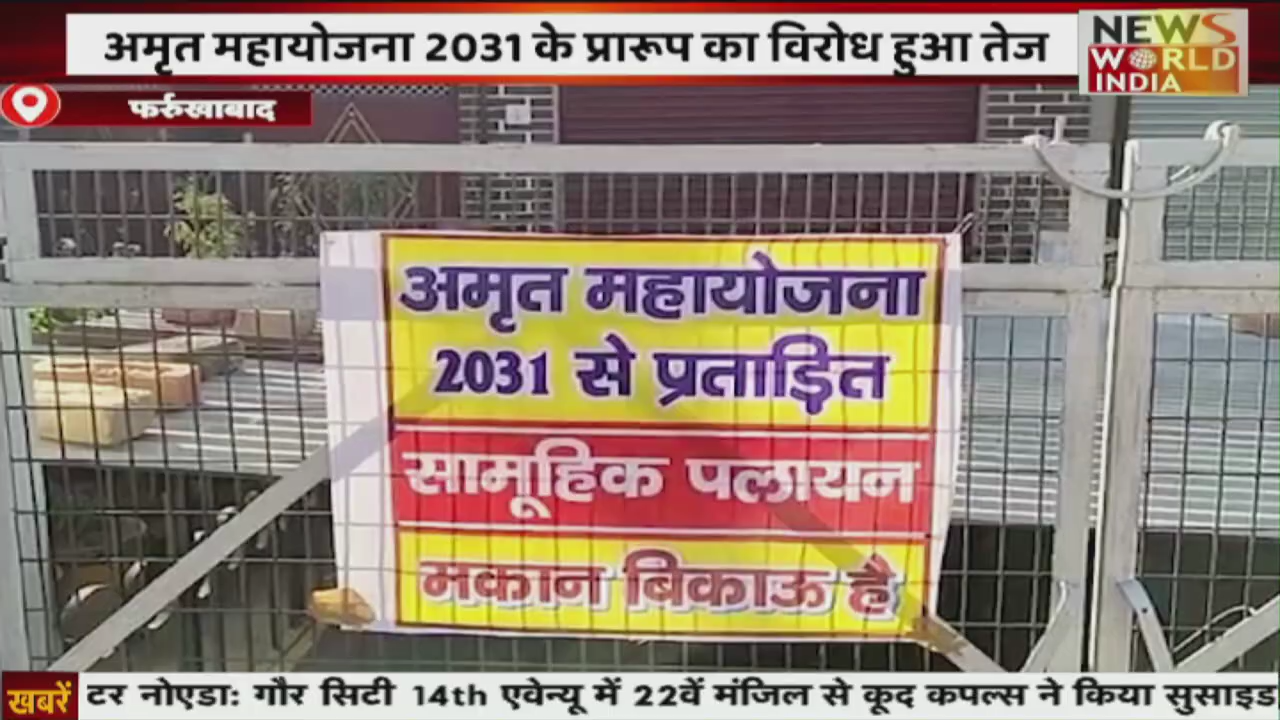 अमृत महायोजना 2031 के प्रारूप का विरोध हुआ तेज
NEWS
WORLD
INDIA
फर्रुखाबाद
अमृत महायोजना
2031 से प्रताड़ित
सामूहिक पलायन
मकान बिकाऊ है
खबरें
टर नोएडा: गौर सिटी 14th एवेन्यू में 22वें मंजिल से कूद कपल्स ने किया सुसाइड